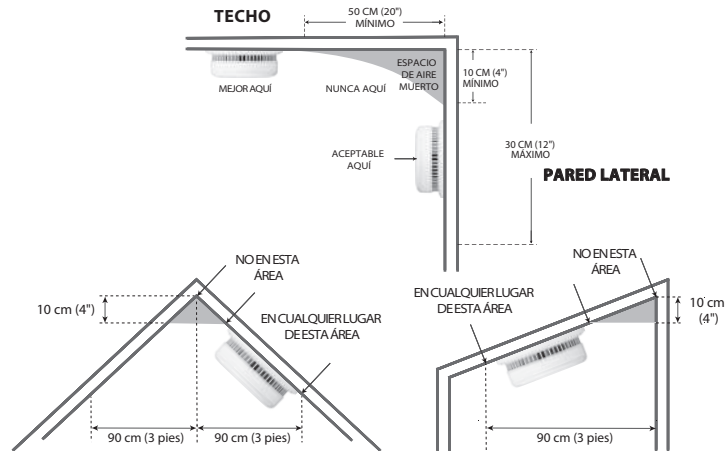 TECHO
50 CM (20")
MÍNIMO
MEJOR AQUÍ
NUNCA AQUÍ
ESPACIO
DE AIRE
MUERTO
10 CM (4")
MÍNIMO
ACEPTABLE
AQUÍ
30 CM (12")
MÁXIMO
PARED LATERAL
NO EN ESTA
ÁREA
10 cm (4")
EN CUALQUIER LUGAR
DE ESTA ÁREA
90 cm (3 pies)
90 cm (3 pies)
NO EN ESTA
ÁREA
EN CUALQUIER LUGAR
DE ESTA ÁREA
10 cm
(4")
90 cm (3 pies)